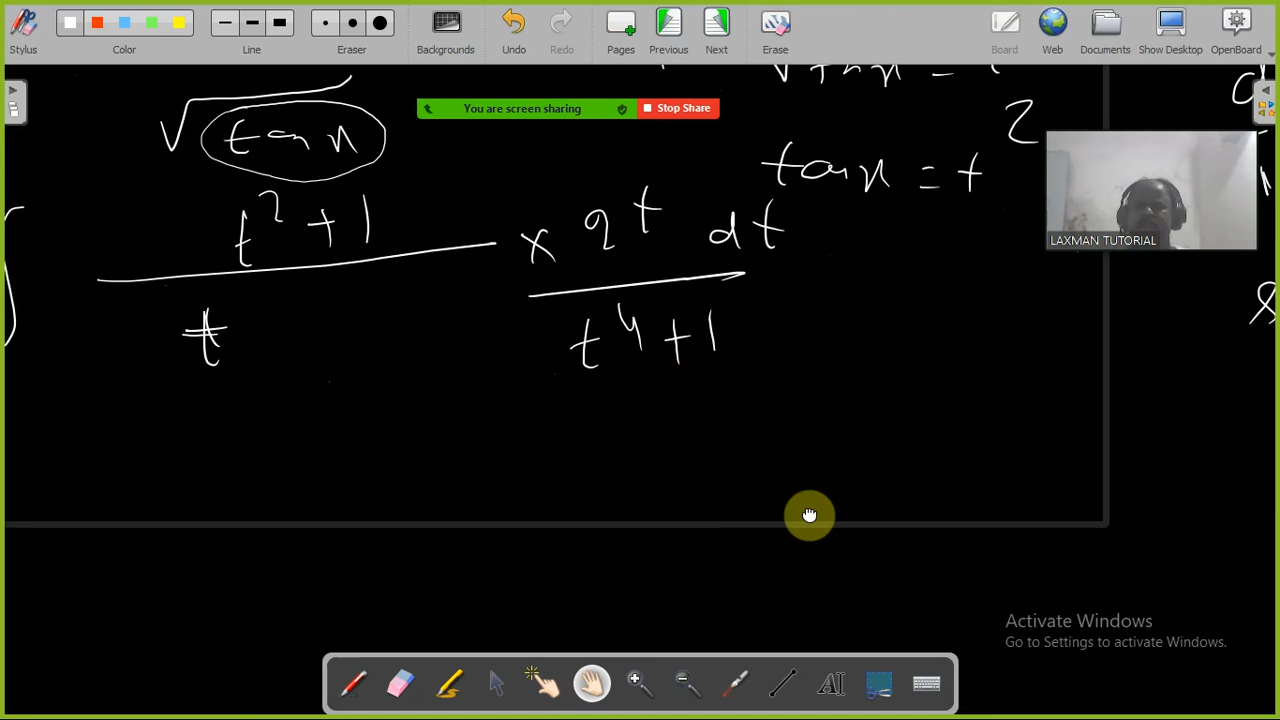 Stylus Color Line Eraser Backgrounds Undo Redo Pages Previous Next Erase Board Web Documents Show Desktop OpenBoard
You are screen sharing Stop Share
√tan x
tan x = t²
LAXMAN TUTORIAL
t² + 1 × 2t dt
t t⁴ + 1
Activate Windows
Go to Settings to activate Windows.